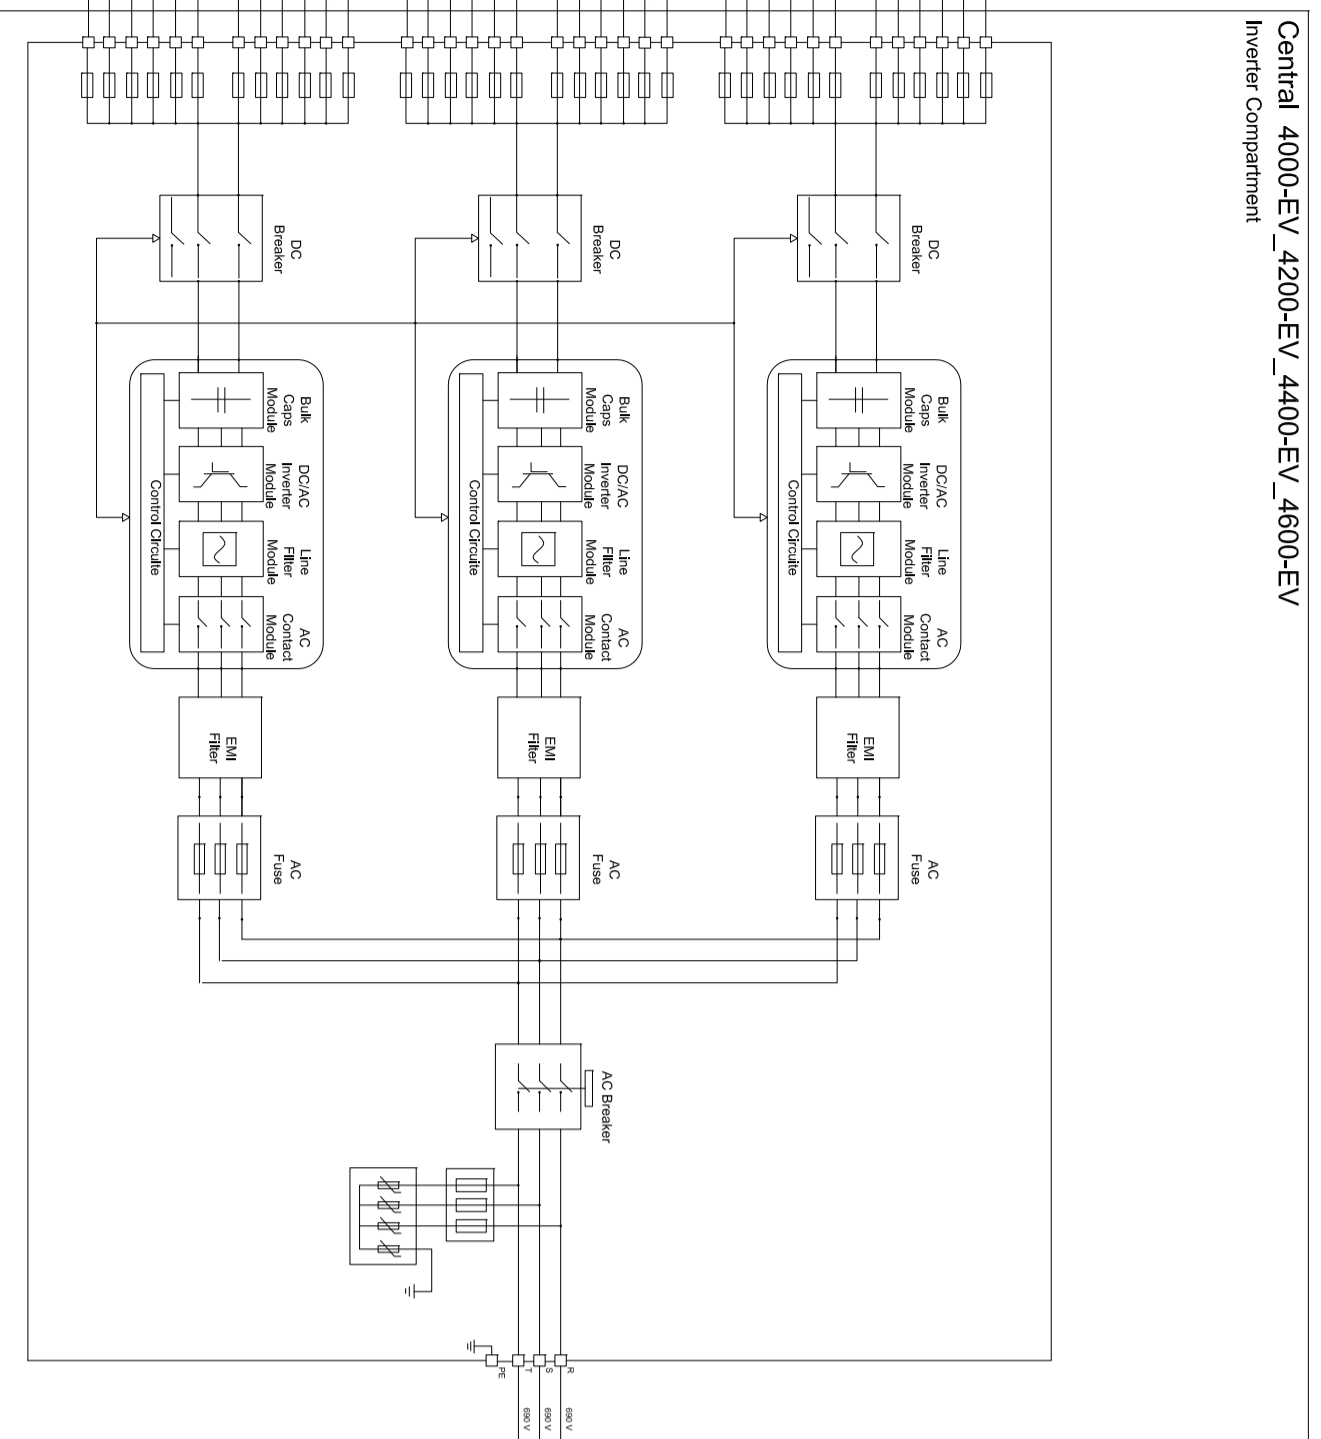 Central 4000-EV_4200-EV_4400-EV_4600-EV
Inverter Compartment
DC
Breaker
Bulk
Caps
Module
DC/AC
Inverter
Module
Line
Filter
Module
AC
Contact
Module
Control Circuite
EMI
Filter
AC
Fuse
DC
Breaker
Bulk
Caps
Module
DC/AC
Inverter
Module
Line
Filter
Module
AC
Contact
Module
Control Circuite
EMI
Filter
AC
Fuse
AC Breaker
R
690 V
S
690 V
T
690 V
PE
DC
Breaker
Bulk
Caps
Module
DC/AC
Inverter
Module
Line
Filter
Module
AC
Contact
Module
Control Circuite
EMI
Filter
AC
Fuse